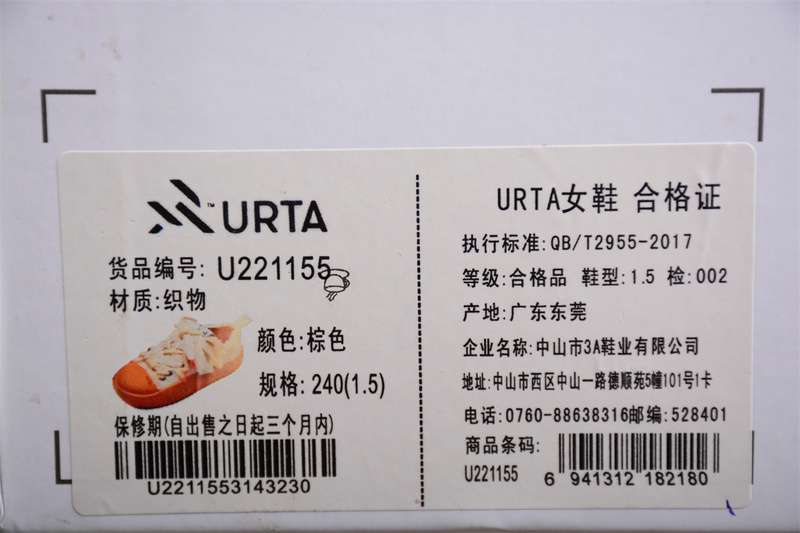 ™URTA
货品编号: U221155
材质:织物
颜色:棕色
规格: 240(1.5)
保修期(自出售之日起三个月内)
U2211553143230
URTA女鞋 合格证
执行标准:QB/T2955-2017
等级:合格品 鞋型:1.5 检:002
产地:广东东莞
企业名称:中山市3A鞋业有限公司
地址:中山市西区中山一路德顺苑5幢101号1卡
电话:0760-88638316邮编:528401
商品条码:
U221155
6 941312 182180